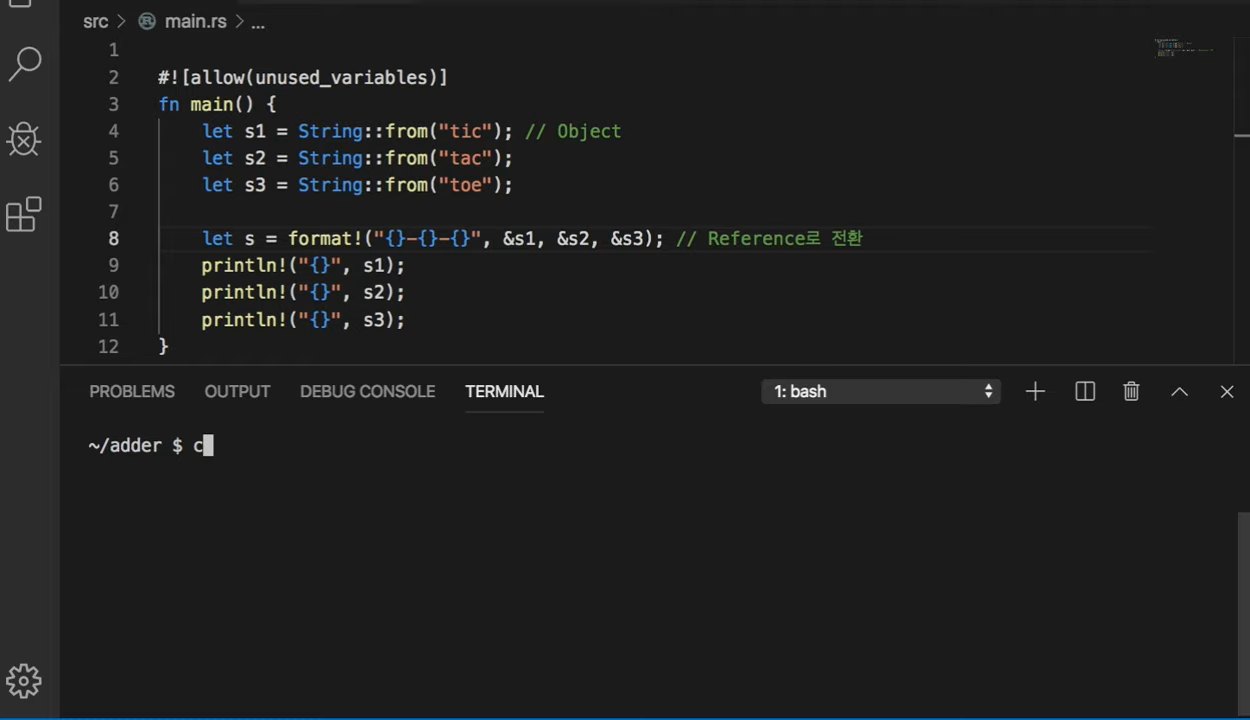 src > main.rs > ...
1
2 #![allow(unused_variables)]
3 fn main() {
4 let s1 = String::from("tic"); // Object
5 let s2 = String::from("tac");
6 let s3 = String::from("toe");
7
8 let s = format!("{}-{}-{}", &s1, &s2, &s3); // Reference로 전환
9 println!("{}", s1);
10 println!("{}", s2);
11 println!("{}", s3);
12 }
PROBLEMS OUTPUT DEBUG CONSOLE TERMINAL 1: bash
~/adder $ c